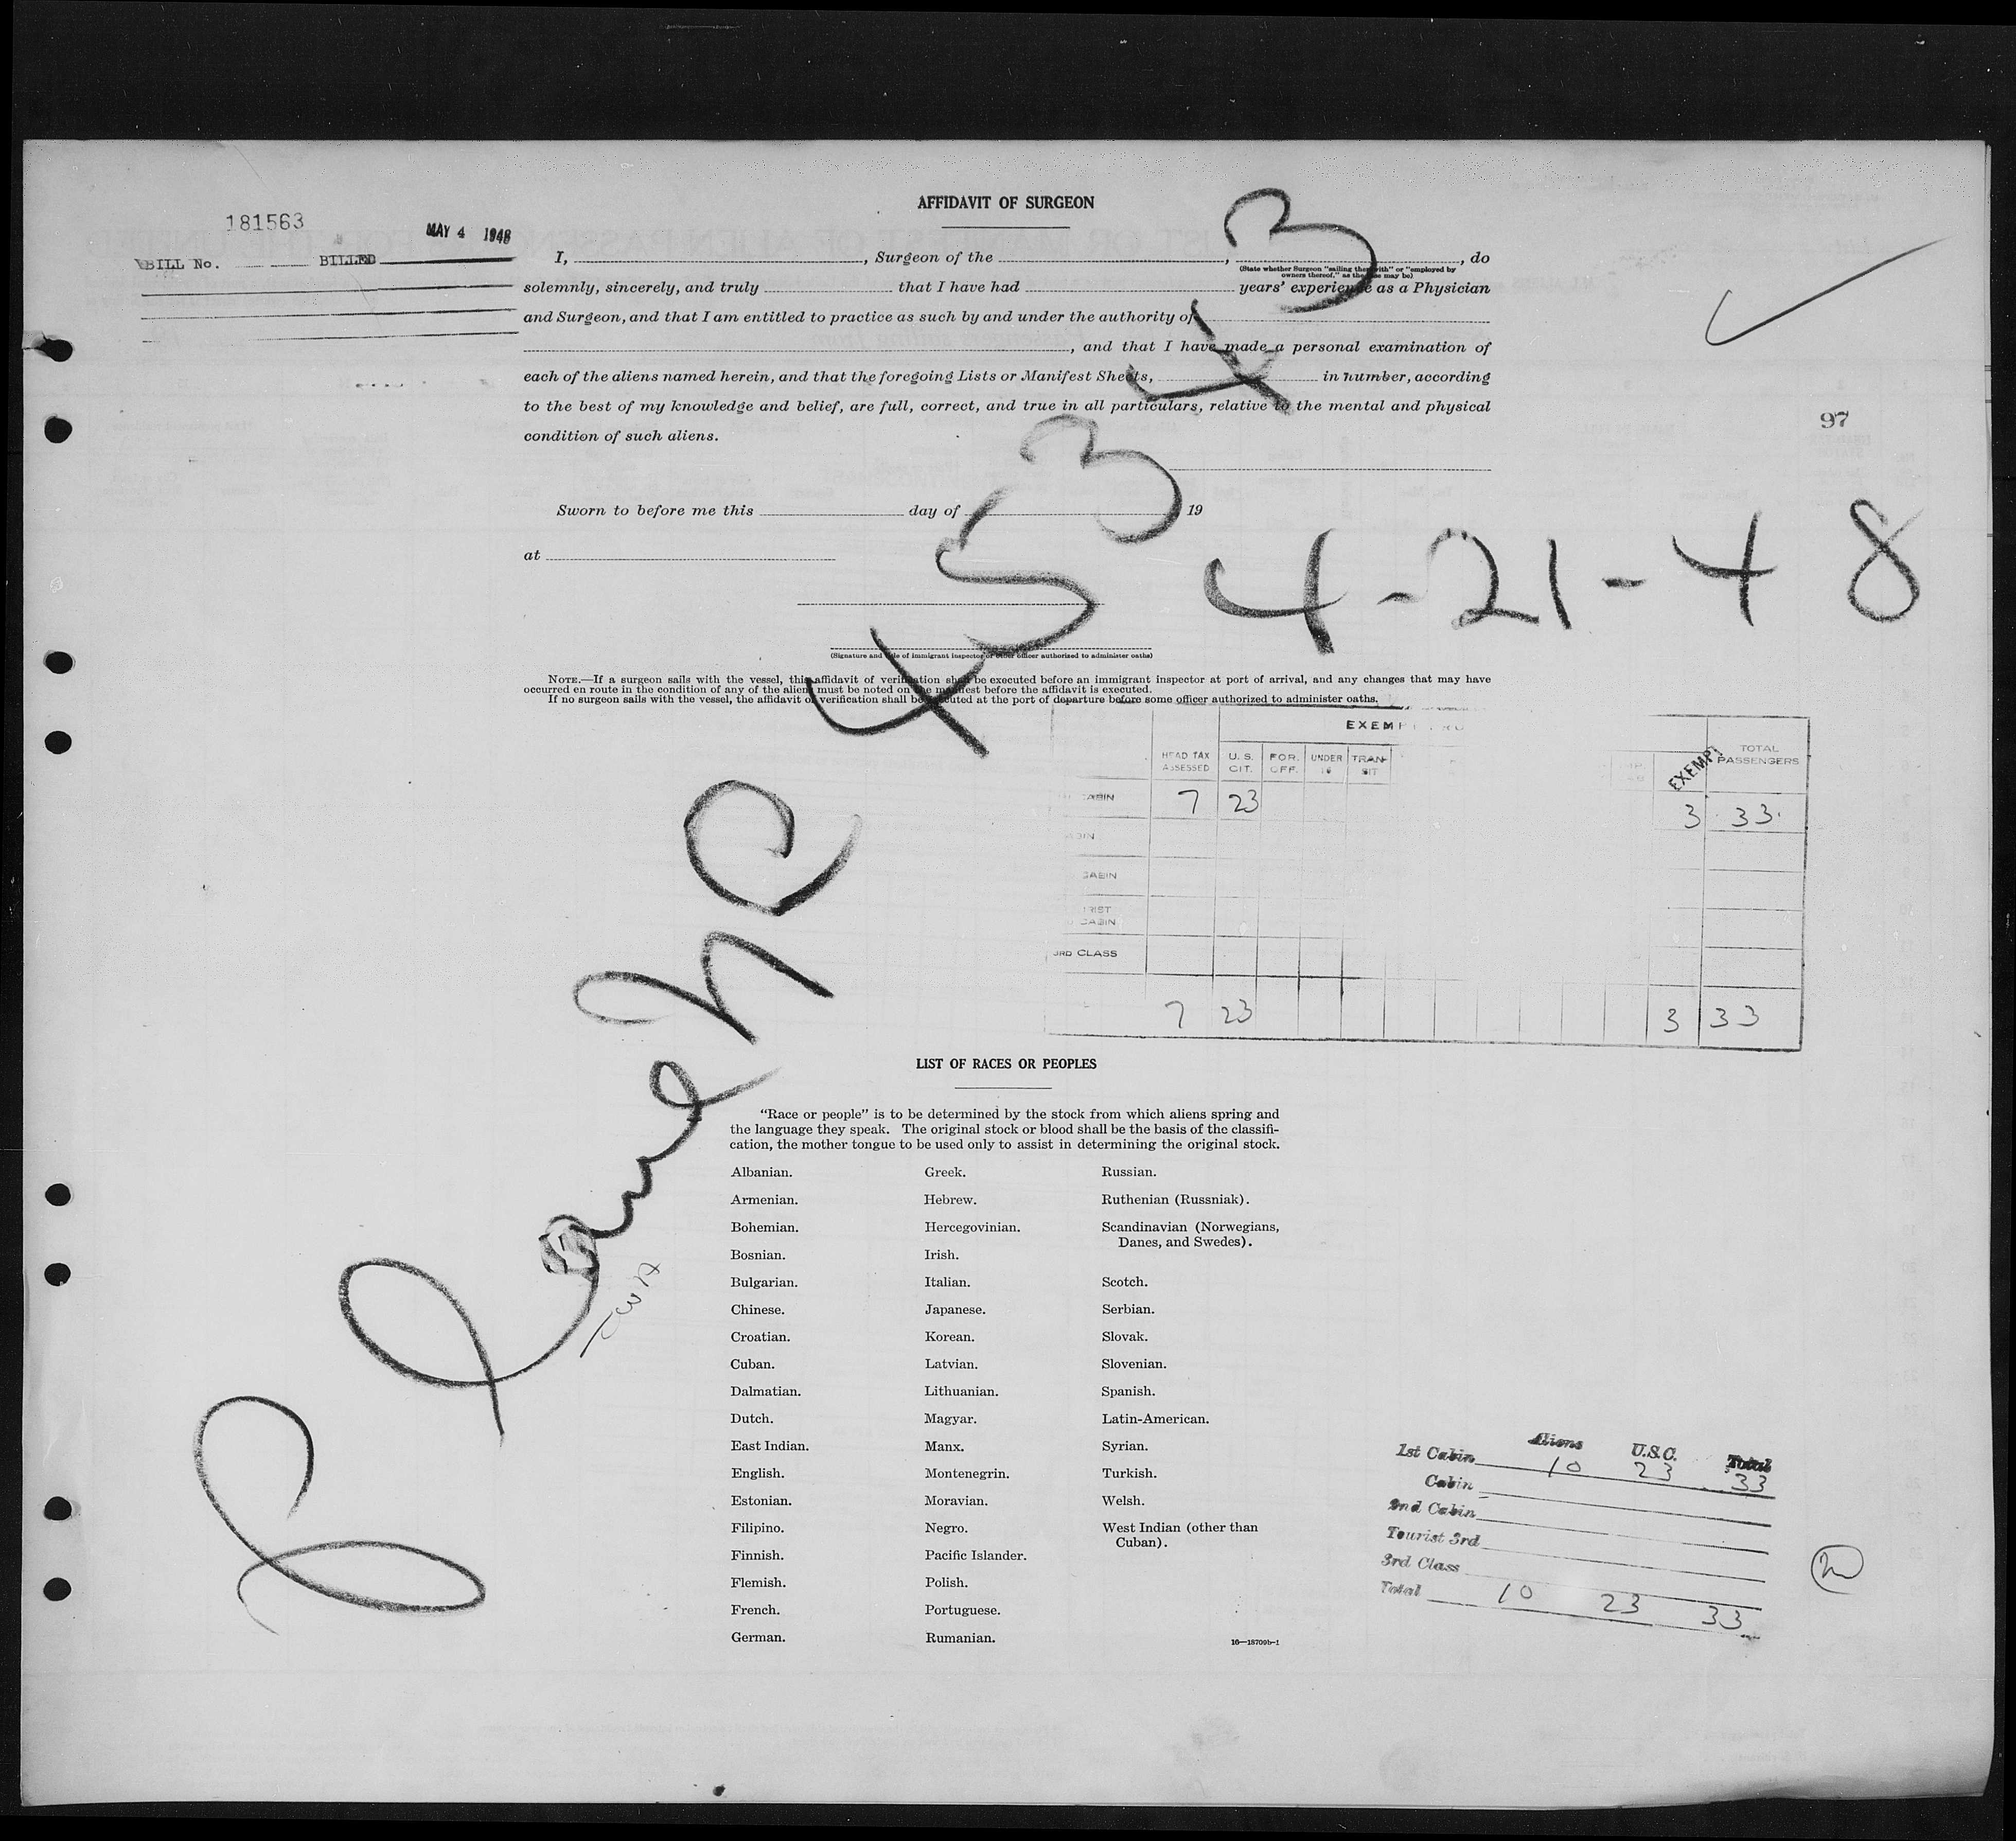 181563
MAY 4 1948
BILL No. BILLED
AFFIDAVIT OF SURGEON
I, , Surgeon of the , , do
(State whether Surgeon "sailing therewith" or "employed by
owners thereof," as the case may be)
solemnly, sincerely, and truly that I have had years' experience as a Physician
and Surgeon, and that I am entitled to practice as such by and under the authority of
, and that I have made a personal examination of
each of the aliens named herein, and that the foregoing Lists or Manifest Sheets, in number, according
to the best of my knowledge and belief, are full, correct, and true in all particulars, relative to the mental and physical
condition of such aliens.
97
Sworn to before me this day of 19
at
4-21-48
(Signature and title of immigrant inspector or other officer authorized to administer oaths)
NOTE.—If a surgeon sails with the vessel, this affidavit of verification shall be executed before an immigrant inspector at port of arrival, and any changes that may have
occurred en route in the condition of any of the aliens must be noted on the manifest before the affidavit is executed.
If no surgeon sails with the vessel, the affidavit of verification shall be executed at the port of departure before some officer authorized to administer oaths.
Plane NC 45343
TWA
EXEMPT
HEAD TAX ASSESSED U. S. CIT. FOR. OFF. UNDER 16 TRANSIT EXEMPT TOTAL PASSENGERS
CABIN 7 23 3 33
CABIN
3RD CLASS
7 23 3 33
LIST OF RACES OR PEOPLES
"Race or people" is to be determined by the stock from which aliens spring and
the language they speak. The original stock or blood shall be the basis of the classifi-
cation, the mother tongue to be used only to assist in determining the original stock.
Albanian. Greek. Russian.
Armenian. Hebrew. Ruthenian (Russniak).
Bohemian. Hercegovinian. Scandinavian (Norwegians,
Danes, and Swedes).
Bosnian. Irish.
Bulgarian. Italian. Scotch.
Chinese. Japanese. Serbian.
Croatian. Korean. Slovak.
Cuban. Latvian. Slovenian.
Dalmatian. Lithuanian. Spanish.
Dutch. Magyar. Latin-American.
East Indian. Manx. Syrian.
English. Montenegrin. Turkish.
Estonian. Moravian. Welsh.
Filipino. Negro. West Indian (other than
Cuban).
Finnish. Pacific Islander.
Flemish. Polish.
French. Portuguese.
German. Rumanian.
16—18709b-1
Aliens U.S.C. Total
1st Cabin 10 23 33
Cabin
2nd Cabin
Tourist 3rd
3rd Class
Total 10 23 33